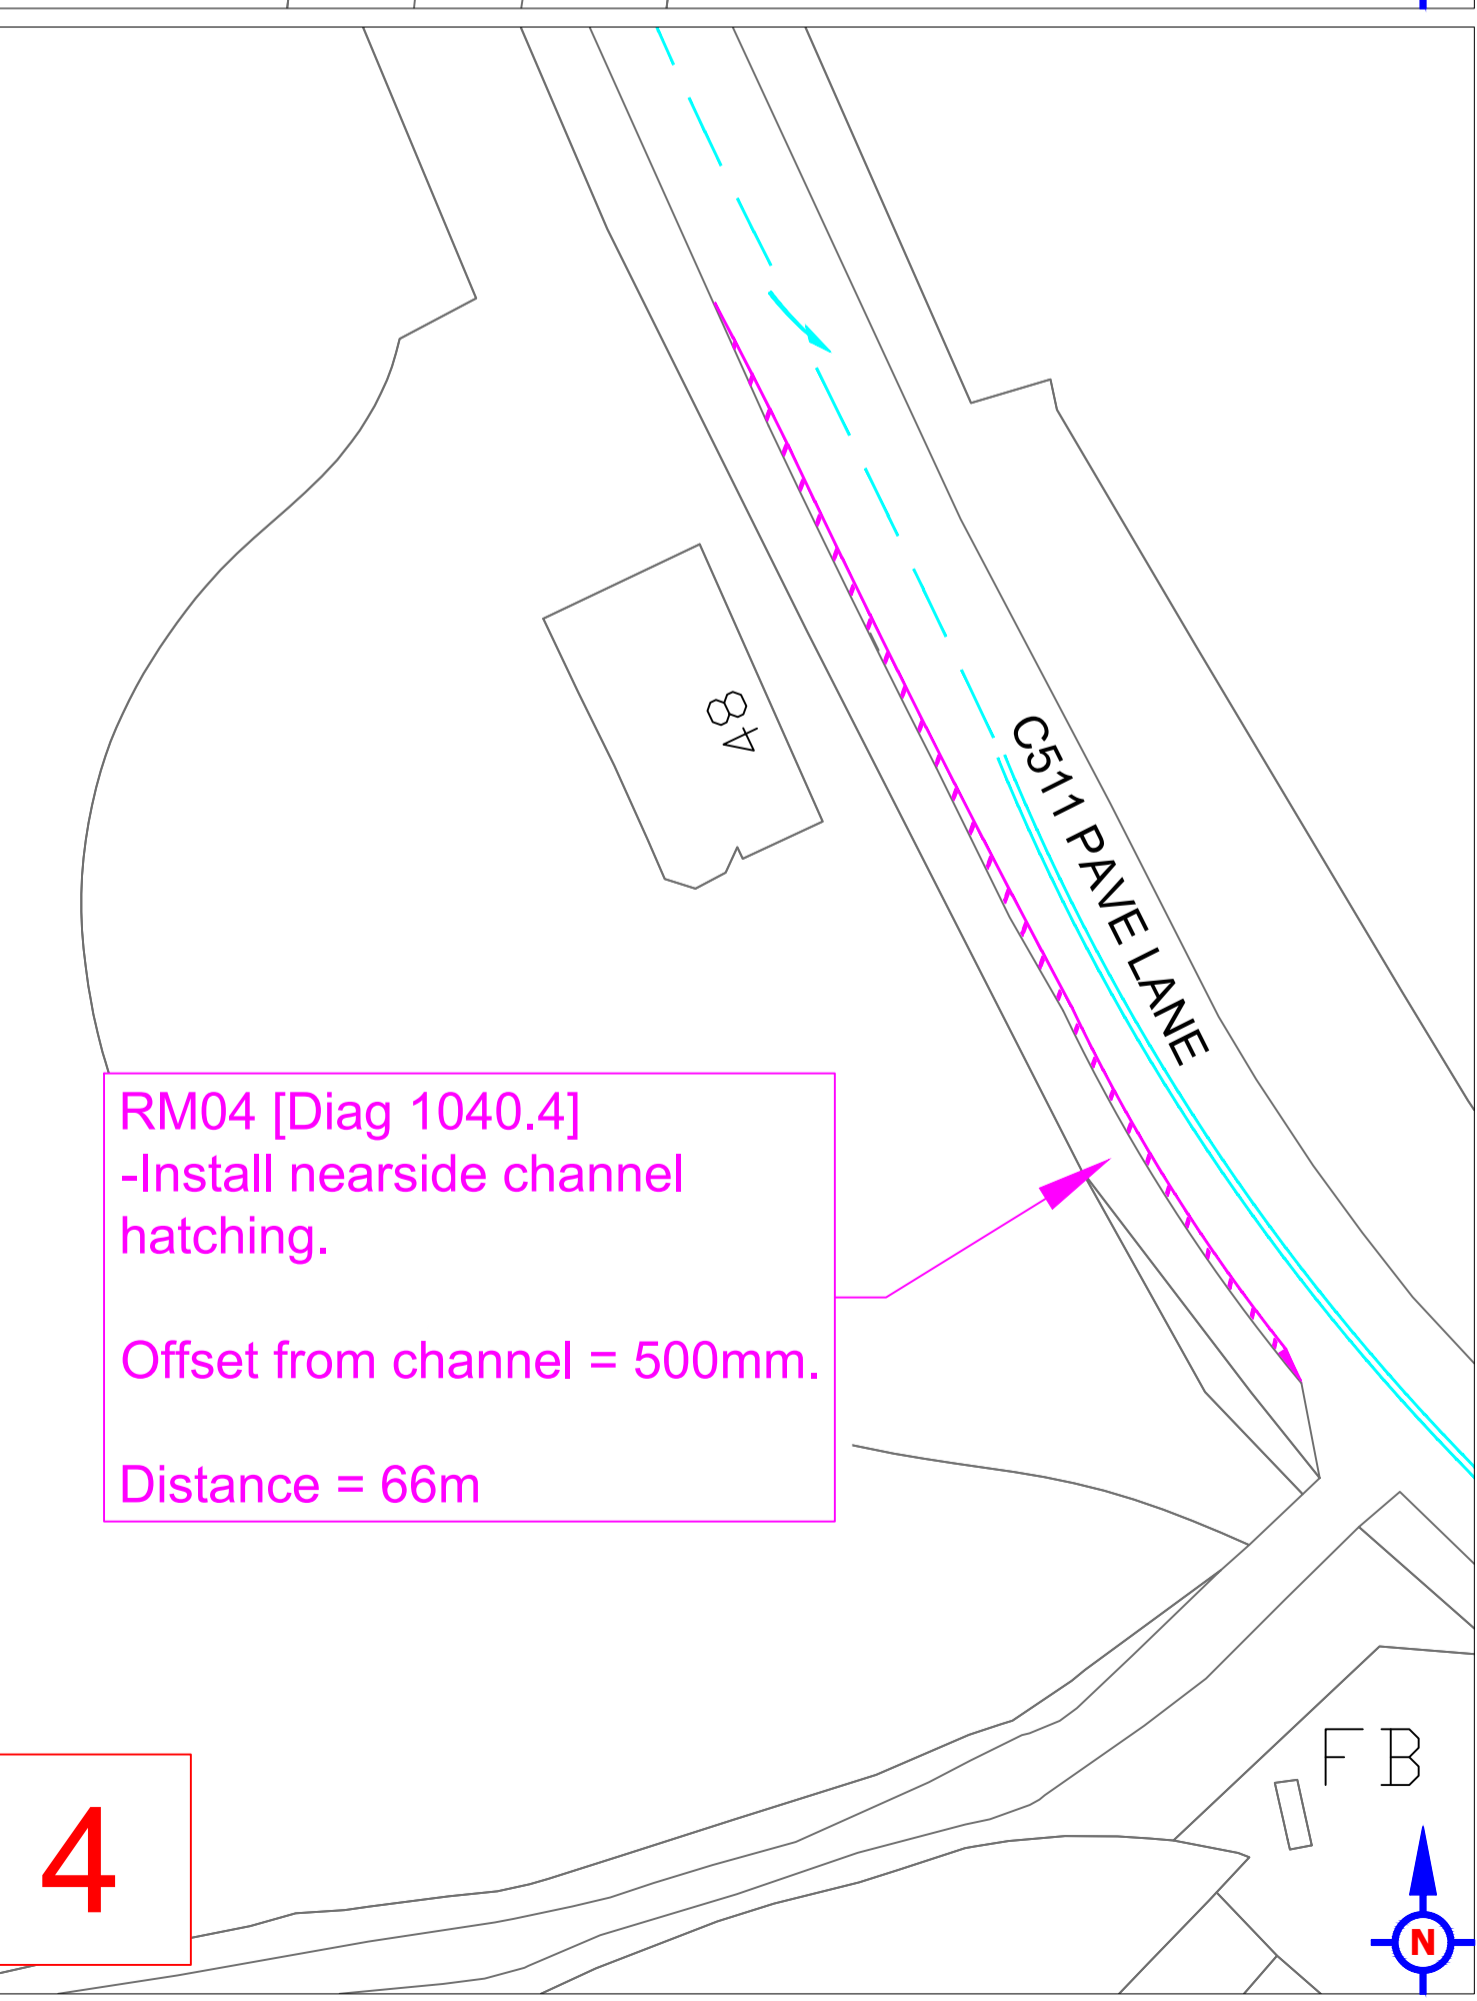 48
C511 PAVE LANE
RM04 [Diag 1040.4]
-Install nearside channel
hatching.
Offset from channel = 500mm.
Distance = 66m
FB
4
N